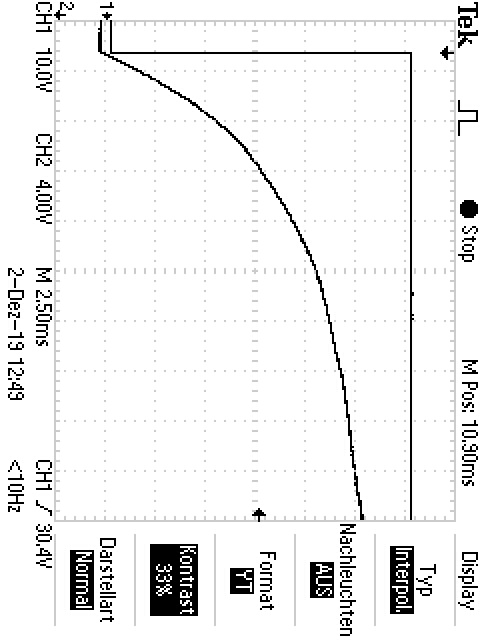 Tek Stop M Pos: 10.90ms Display
Typ
Interpol.
Nachleuchten
AUS
Format
YT
Kontrast
33%
Darstellart
Normal
1
2
CH1 10.0V CH2 4.00V M 2.50ms CH1 30.4V
2-Dez-19 12:49 <10Hz